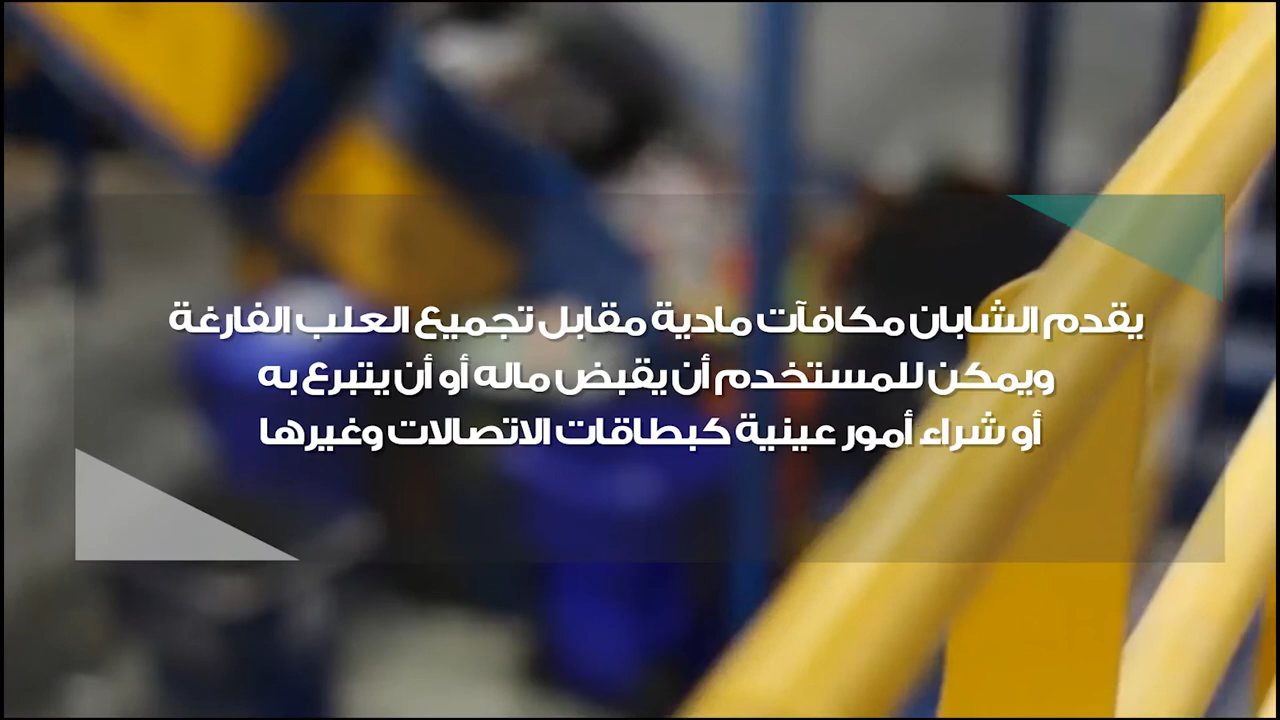 يقدم الشابان مكافآت مادية مقابل تجميع العلب الفارغة
ويمكن للمستخدم أن يقبض ماله أو أن يتبرع به
أو شراء أمور عينية كبطاقات الاتصالات وغيرها